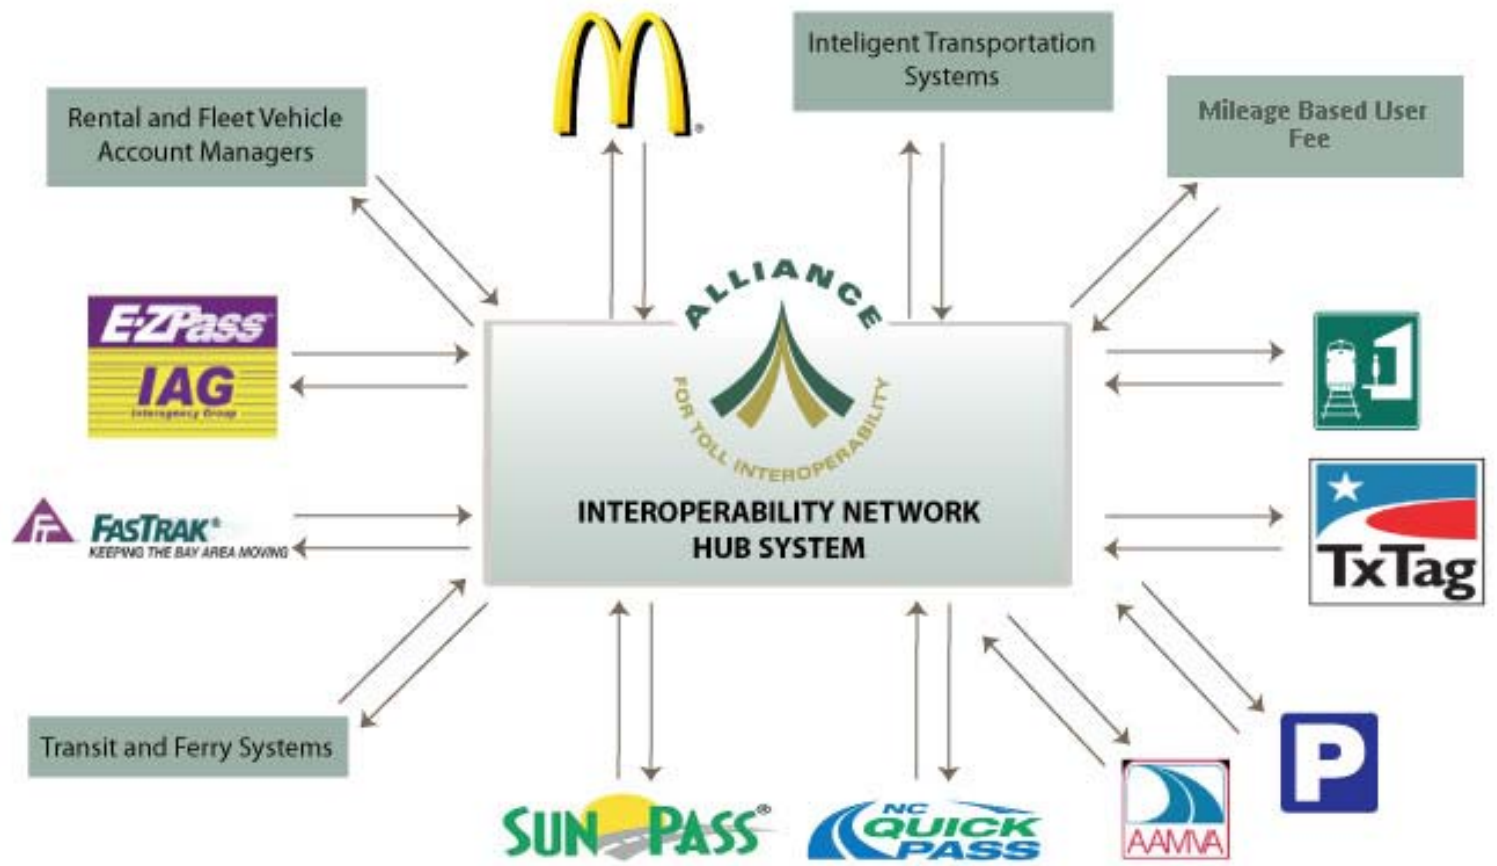 Inteligent Transportation
Systems
Rental and Fleet Vehicle
Account Managers
®
Mileage Based User
Fee
ALLIANCE
FOR TOLL INTEROPERABILITY
INTEROPERABILITY NETWORK
HUB SYSTEM
E-ZPass
IAG
Interagency Group
FT
FASTRAK®
KEEPING THE BAY AREA MOVING
TxTag
Transit and Ferry Systems
P
SUN PASS®
NC
QUICK
PASS
AAMVA